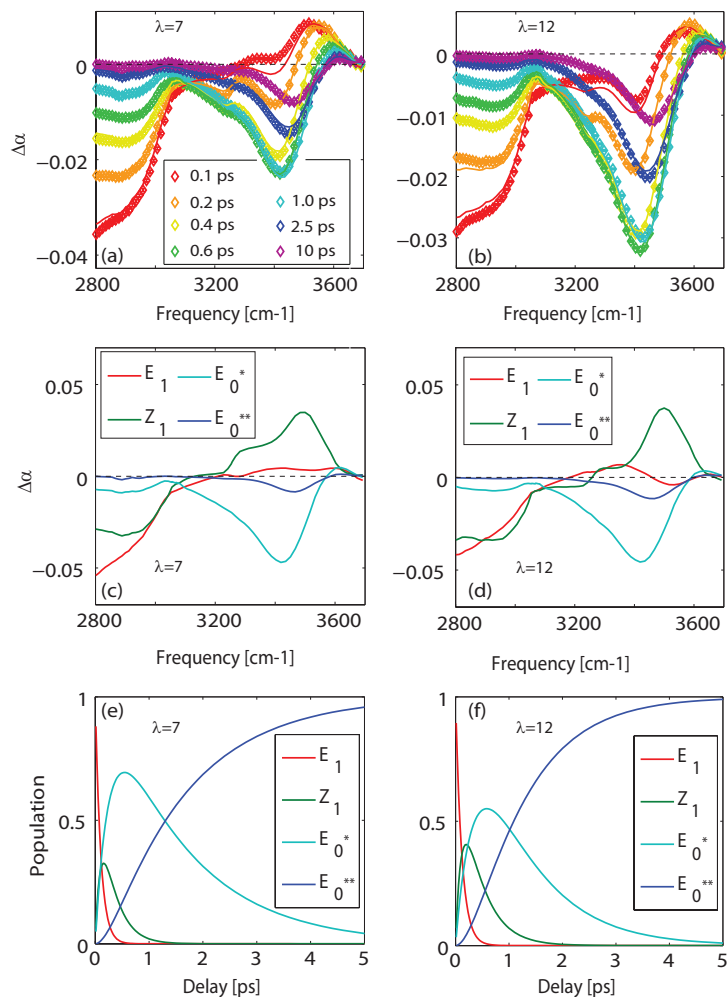 λ=7
λ=12
0
−0.02
−0.04
Δα
0
−0.01
−0.02
−0.03
Δα
0.1 ps
0.2 ps
0.4 ps
0.6 ps
1.0 ps
2.5 ps
10 ps
(a)
(b)
2800 3200 3600
2800 3200 3600
Frequency [cm-1]
Frequency [cm-1]
E 1
E 0 *
Z 1
E 0 **
E 1
E 0 *
Z 1
E 0 **
0.05
0
−0.05
Δα
0.05
0
−0.05
(c) λ=7
(d) λ=12
2800 3200 3600
2800 3200 3600
Frequency [cm-1]
Frequency [cm-1]
(e) λ=7
(f) λ=12
1
0.5
0
Population
1
0.5
0
E 1
Z 1
E 0 *
E 0 **
E 1
Z 1
E 0 *
E 0 **
0 1 2 3 4 5
0 1 2 3 4 5
Delay [ps]
Delay [ps]